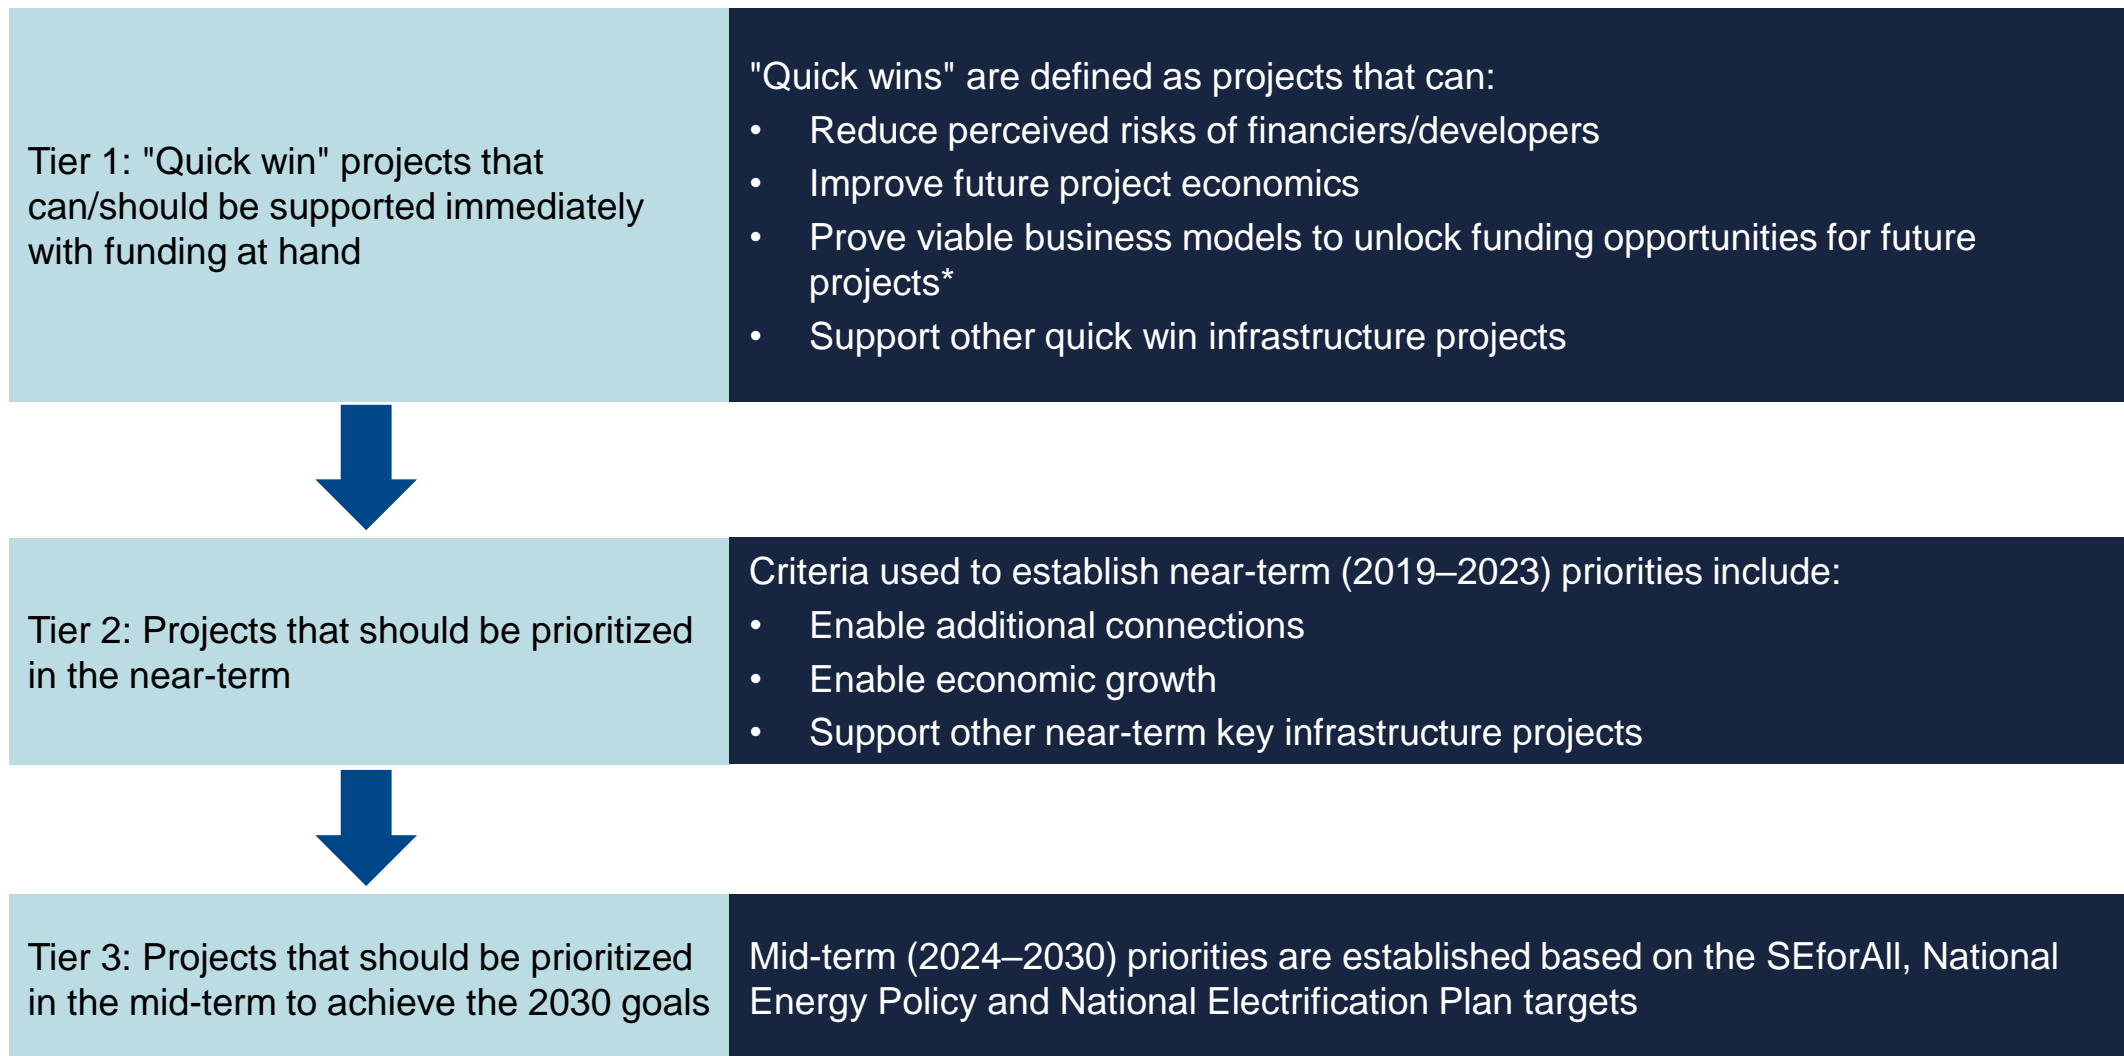 Tier 1: "Quick win" projects that
can/should be supported immediately
with funding at hand
"Quick wins" are defined as projects that can:
• Reduce perceived risks of financiers/developers
• Improve future project economics
• Prove viable business models to unlock funding opportunities for future
projects*
• Support other quick win infrastructure projects
Tier 2: Projects that should be prioritized
in the near-term
Criteria used to establish near-term (2019–2023) priorities include:
• Enable additional connections
• Enable economic growth
• Support other near-term key infrastructure projects
Tier 3: Projects that should be prioritized
in the mid-term to achieve the 2030 goals
Mid-term (2024–2030) priorities are established based on the SEforAll, National
Energy Policy and National Electrification Plan targets